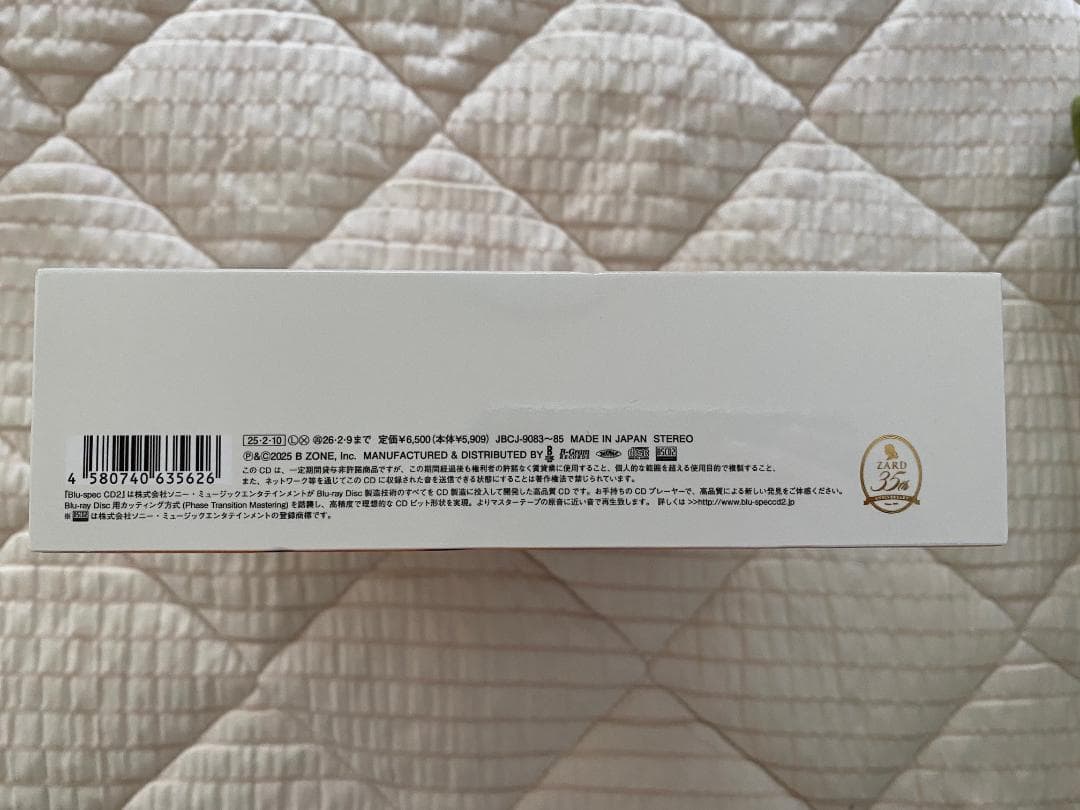 25・2・10 Ⓛ Ⓧ ㋱26・2・9まで 定価¥6,500(本体¥5,909) JBCJ-9083～85 MADE IN JAPAN STEREO
Ⓟ&©2025 B ZONE, Inc. MANUFACTURED & DISTRIBUTED BY B ZONE B-Gram RECORDS
このCDは、一定期間貸与非許諾商品ですが、この期間経過後も権利者の許諾なく賃貸業に使用すること、個人的な範囲を超える使用目的で複製すること、
また、ネットワーク等を通じてこのCDに収録された音を送信できる状態にすることは著作権法で禁じられています。
4 580740 635626
「Blu-spec CD2」は株式会社ソニー・ミュージックエンタテインメントが Blu-ray Disc 製造技術のすべてを CD 製造に投入して開発した高品質 CD です。お手持ちの CD プレーヤーで、高品質による新しい発見をご体感ください。
Blu-ray Disc 用カッティング方式 (Phase Transition Mastering) を踏襲し、高精度で理想的な CD ピット形状を実現。よりマスターテープの原音に近い音で再生致します。 詳しくは >>http://www.blu-speccd2.jp
※ BSCD2 は株式会社ソニー・ミュージックエンタテインメントの登録商標です。
ZARD
35th
ANNIVERSARY